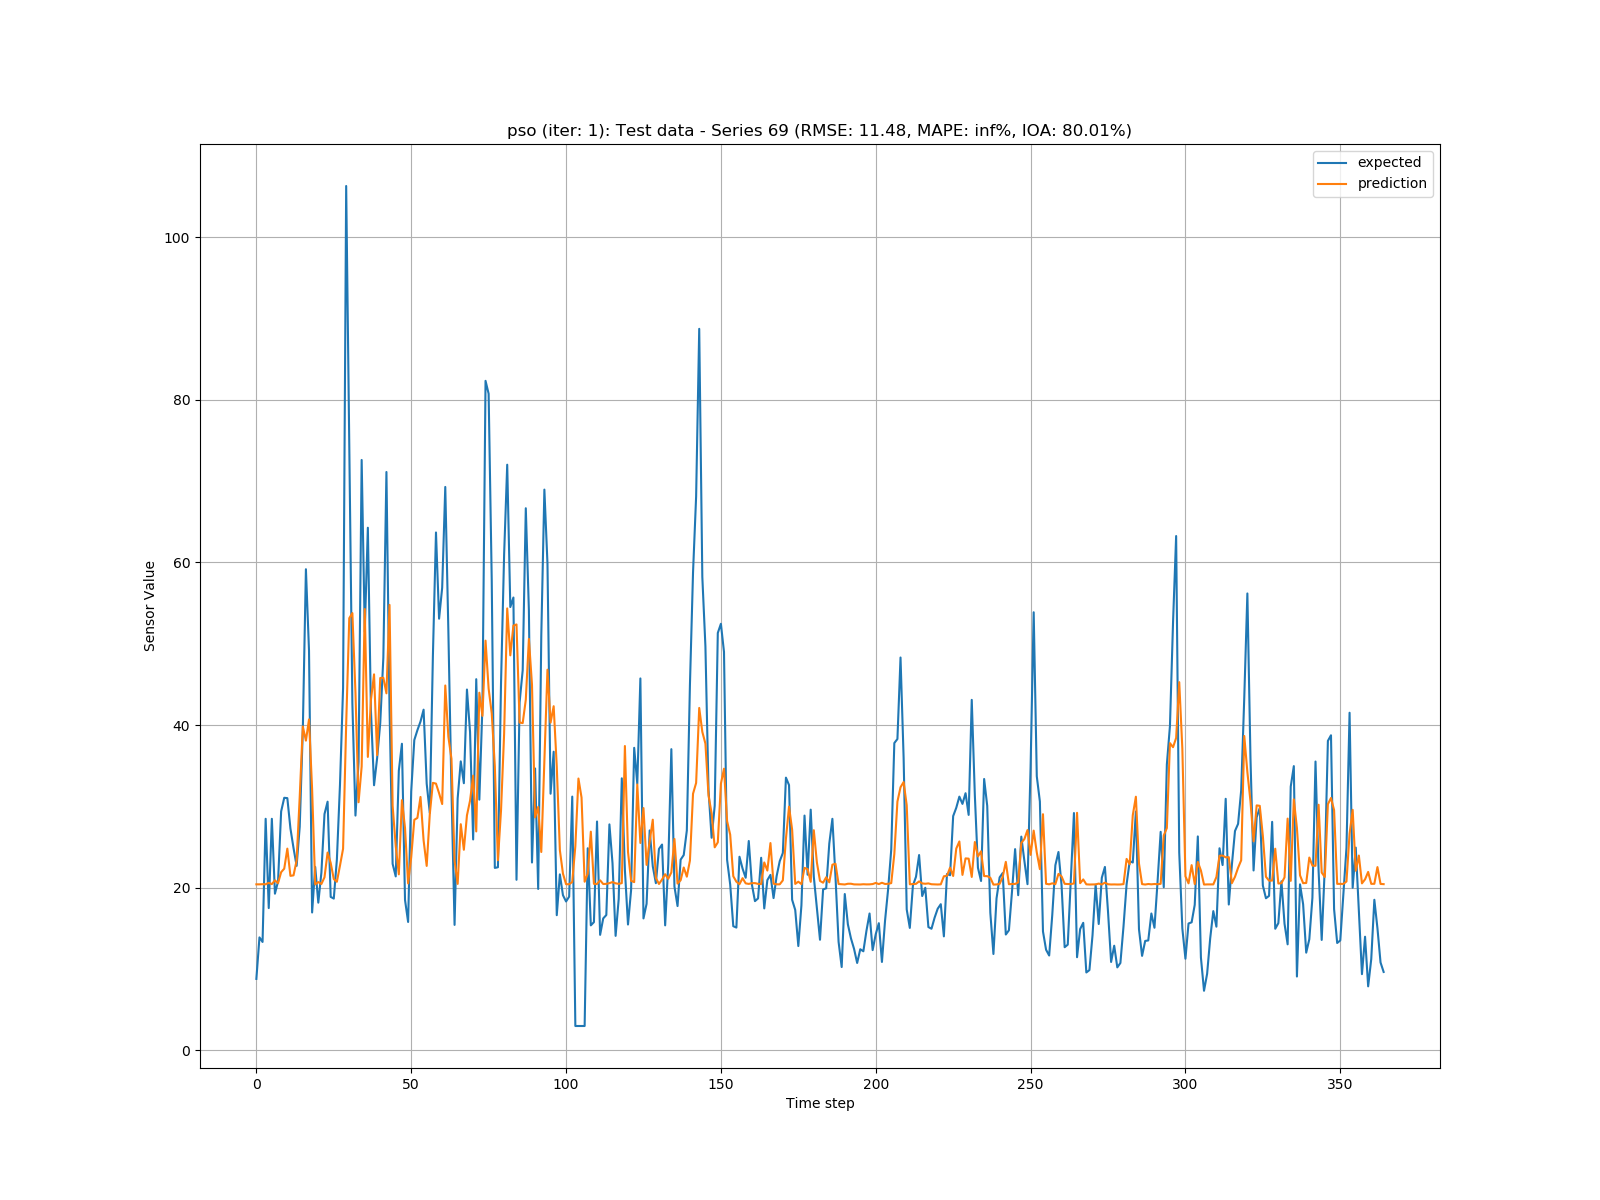 pso (iter: 1): Test data - Series 69 (RMSE: 11.48, MAPE: inf%, IOA: 80.01%)
expected
prediction
100
80
60
40
20
0
Sensor Value
0 50 100 150 200 250 300 350
Time step